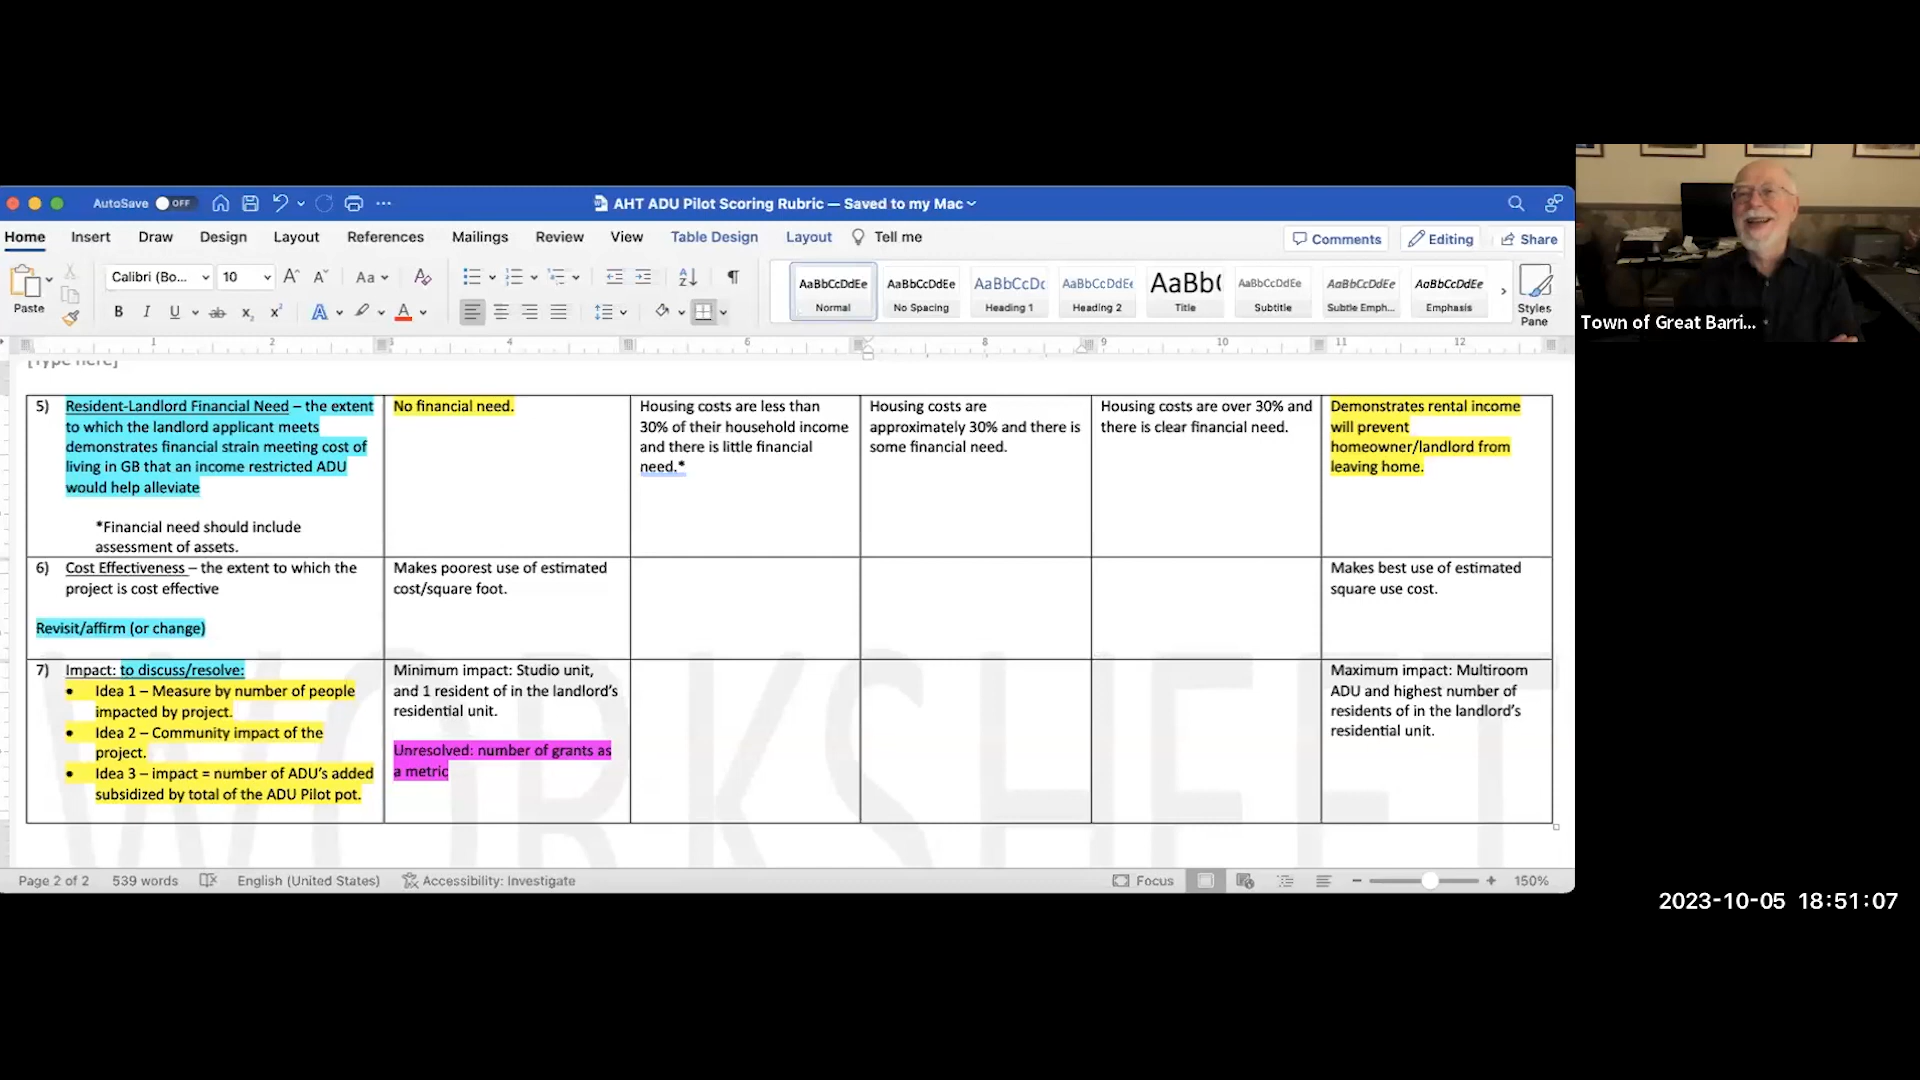 AutoSave OFF
AHT ADU Pilot Scoring Rubric — Saved to my Mac
Home Insert Draw Design Layout References Mailings Review View Table Design Layout Tell me
Comments Editing Share
Paste
Calibri (Bo... 10
AaBbCcDdEe AaBbCcDdEe AaBbCcDc AaBbCcDdEe AaBb( AaBbCcDdEe AaBbCcDdEe AaBbCcDdEe
Normal No Spacing Heading 1 Heading 2 Title Subtitle Subtle Emph... Emphasis
Styles
Pane
1 2 3 4 6 8 9 10 11 12
[Type here]
5) Resident-Landlord Financial Need – the extent
to which the landlord applicant meets
demonstrates financial strain meeting cost of
living in GB that an income restricted ADU
would help alleviate
*Financial need should include
assessment of assets.
No financial need.
Housing costs are less than
30% of their household income
and there is little financial
need.*
Housing costs are
approximately 30% and there is
some financial need.
Housing costs are over 30% and
there is clear financial need.
Demonstrates rental income
will prevent
homeowner/landlord from
leaving home.
6) Cost Effectiveness – the extent to which the
project is cost effective
Revisit/affirm (or change)
Makes poorest use of estimated
cost/square foot.
Makes best use of estimated
square use cost.
7) Impact: to discuss/resolve:
• Idea 1 – Measure by number of people
impacted by project.
• Idea 2 – Community impact of the
project.
• Idea 3 – impact = number of ADU's added
subsidized by total of the ADU Pilot pot.
Minimum impact: Studio unit,
and 1 resident of in the landlord's
residential unit.
Unresolved: number of grants as
a metric
Maximum impact: Multiroom
ADU and highest number of
residents of in the landlord's
residential unit.
WORKSHEET
Page 2 of 2 539 words English (United States) Accessibility: Investigate
Focus 150%
Town of Great Barri...
2023-10-05 18:51:07